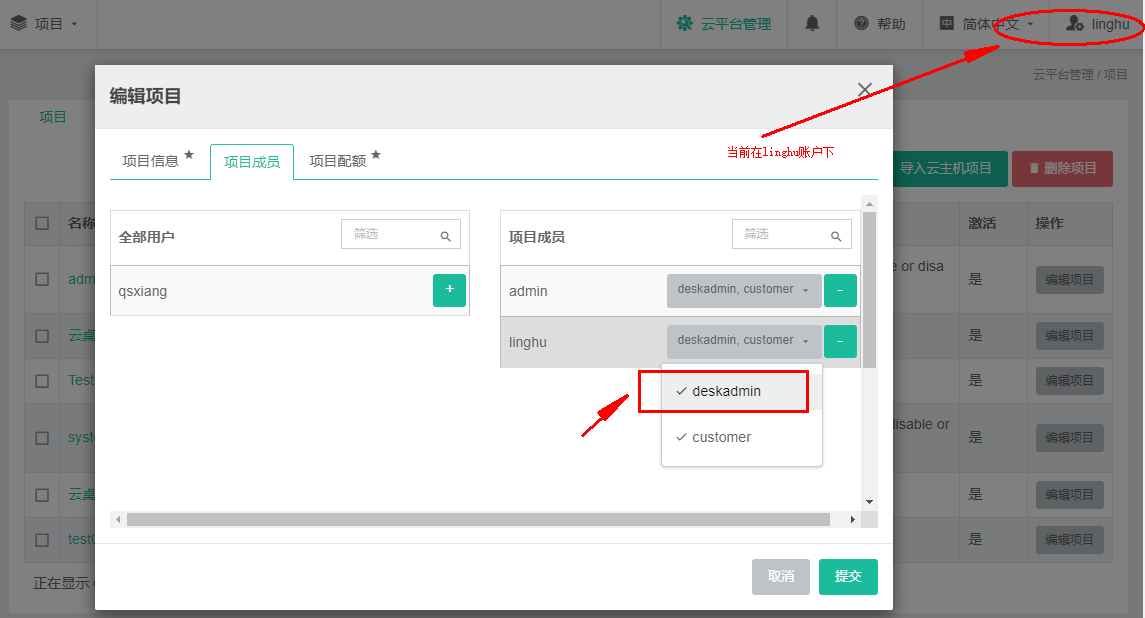 项目
云平台管理
帮助
简体中文
linghu
云平台管理 / 项目
项目
编辑项目
当前在linghu账户下
项目信息
项目成员
项目配额
导入云主机项目
删除项目
全部用户
筛选
项目成员
筛选
名称
激活
操作
qsxiang
+
admin
deskadmin, customer
-
adm
e or disa
是
编辑项目
linghu
deskadmin, customer
-
云桌
是
编辑项目
Test
是
编辑项目
deskadmin
customer
syst
disable or
是
编辑项目
云桌
是
编辑项目
test
是
编辑项目
正在显示
取消
提交